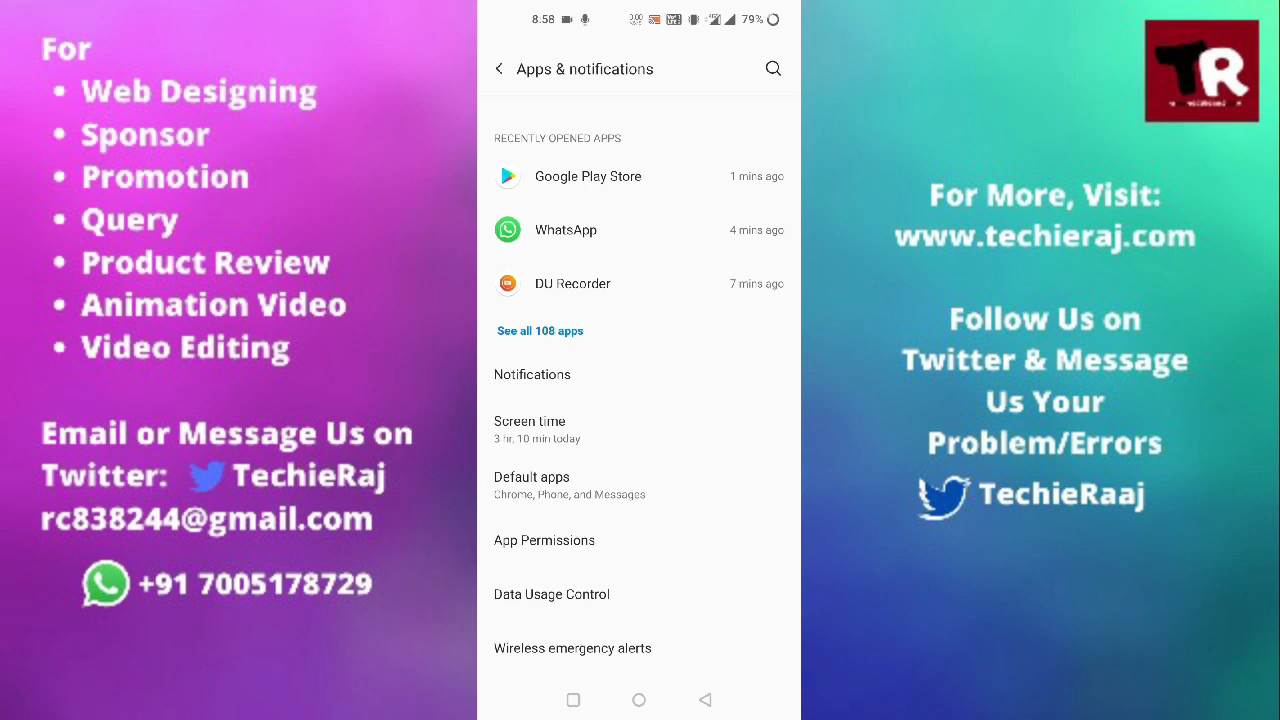 For
• Web Designing
• Sponsor
• Promotion
• Query
• Product Review
• Animation Video
• Video Editing
Email or Message Us on
Twitter: TechieRaj
rc838244@gmail.com
+91 7005178729
8:58
79%
Apps & notifications
RECENTLY OPENED APPS
Google Play Store 1 mins ago
WhatsApp 4 mins ago
DU Recorder 7 mins ago
See all 108 apps
Notifications
Screen time
3 hr, 10 min today
Default apps
Chrome, Phone, and Messages
App Permissions
Data Usage Control
Wireless emergency alerts
TR
For More, Visit:
www.techieraj.com
Follow Us on
Twitter & Message
Us Your
Problem/Errors
TechieRaaj